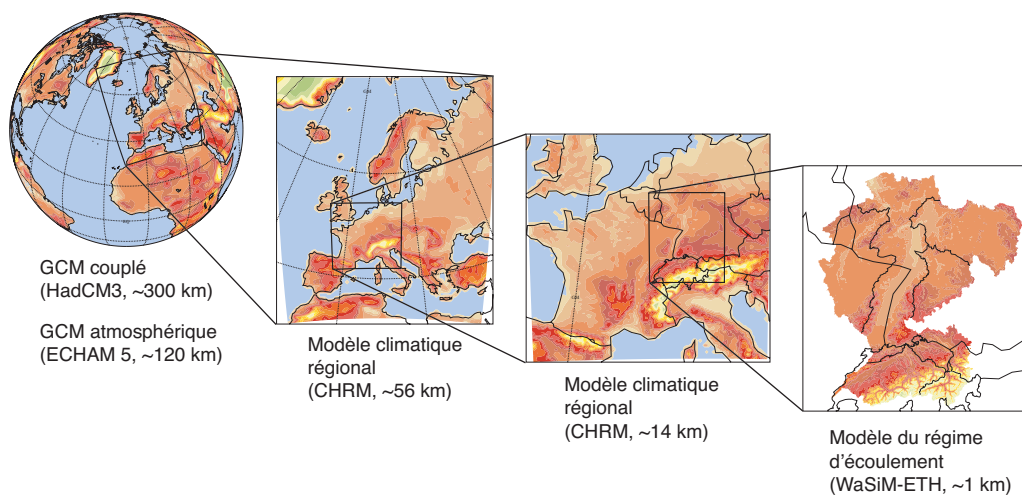 GCM couplé
(HadCM3, ~300 km)
GCM atmosphérique
(ECHAM 5, ~120 km)
Modèle climatique
régional
(CHRM, ~56 km)
Modèle climatique
régional
(CHRM, ~14 km)
Modèle du régime
d'écoulement
(WaSiM-ETH, ~1 km)